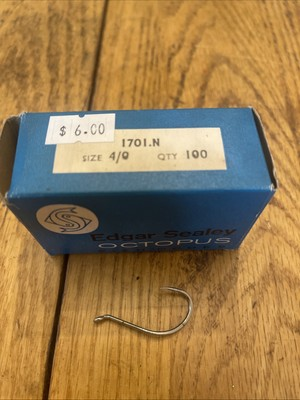 $ 6.00
1701.N
SIZE 4/0 QTY 100
Edgar Sealey
OCTOPUS